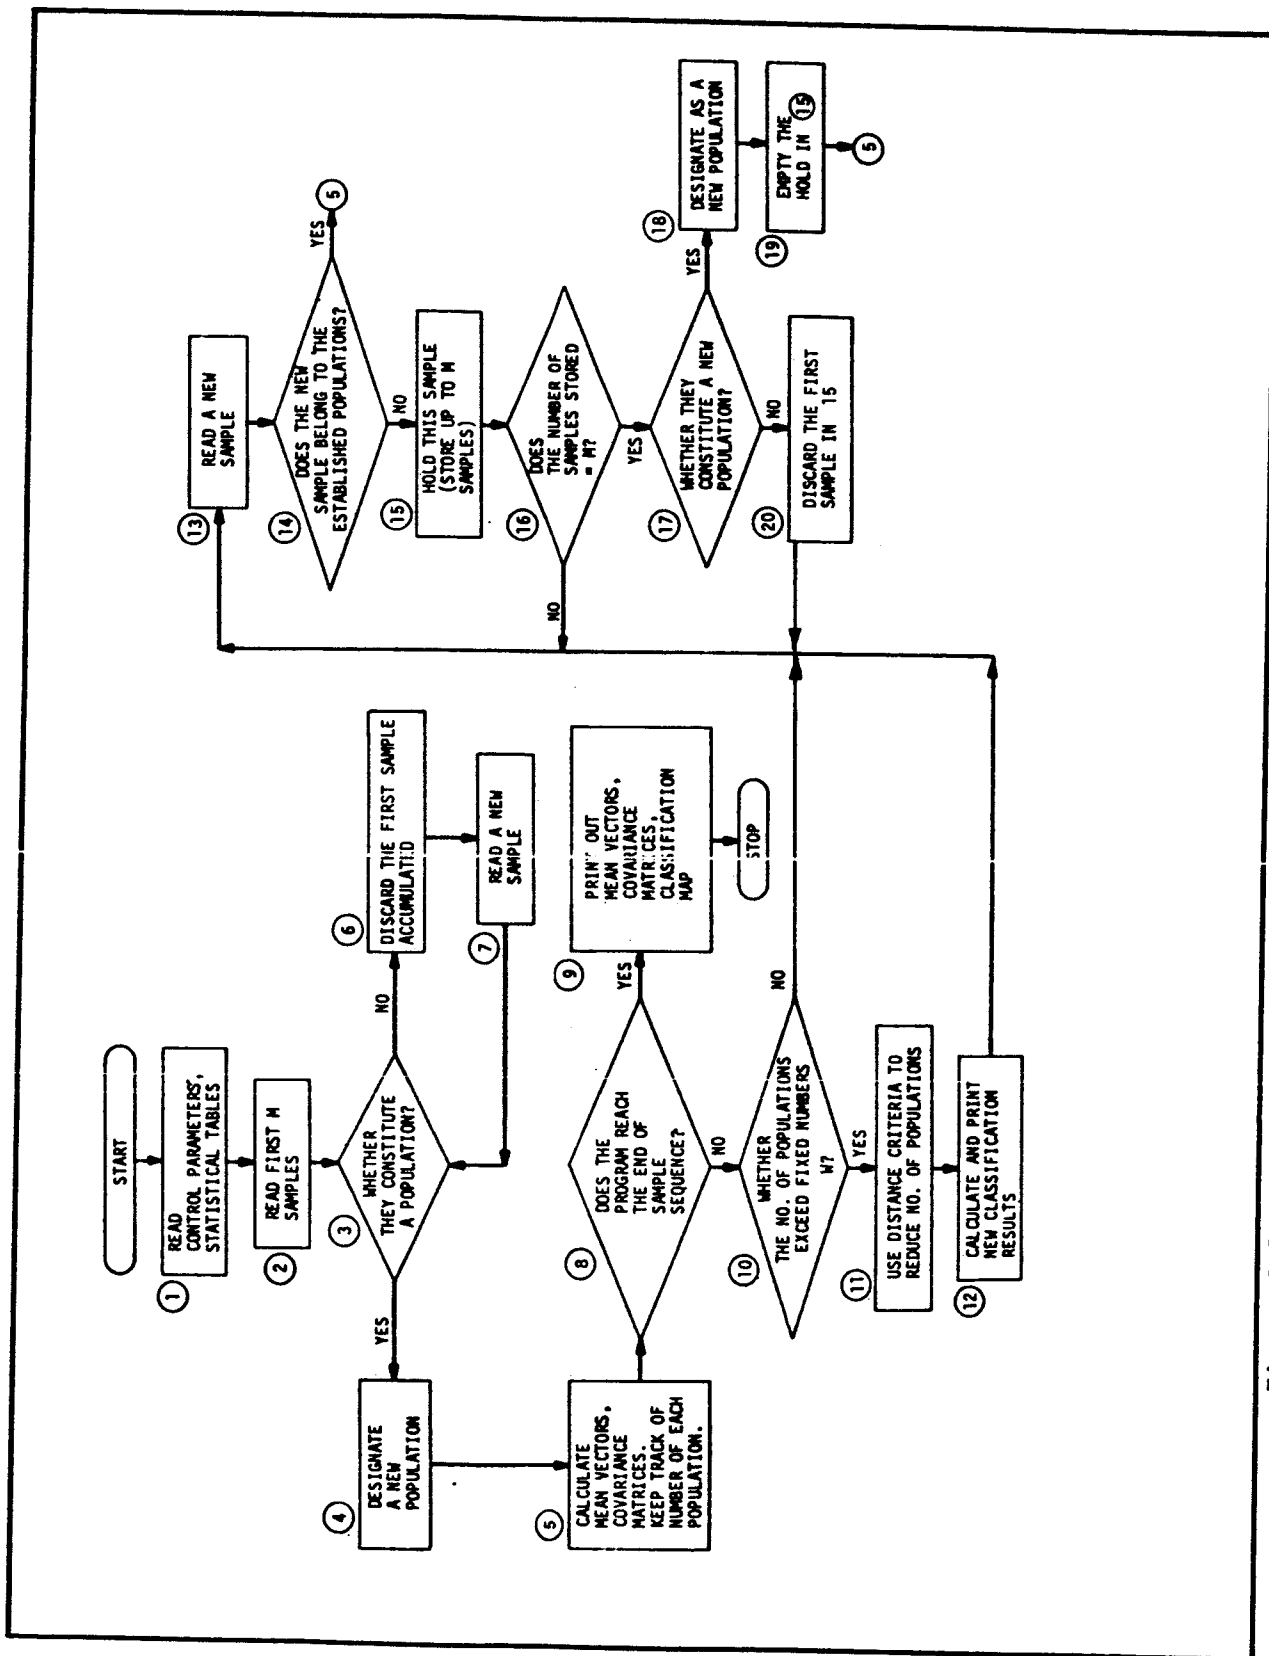 START
1
READ
CONTROL PARAMETERS,
STATISTICAL TABLES
2
READ FIRST M
SAMPLES
3
WHETHER
THEY CONSTITUTE
A POPULATION?
YES
NO
4
DESIGNATE
A NEW
POPULATION
6
DISCARD THE FIRST SAMPLE
ACCUMULATED
7
READ A NEW
SAMPLE
5
CALCULATE
MEAN VECTORS,
COVARIANCE
MATRICES.
KEEP TRACK OF
NUMBER OF EACH
POPULATION.
8
DOES THE
PROGRAM REACH
THE END OF
SAMPLE
SEQUENCE?
YES
NO
9
PRINT OUT
MEAN VECTORS,
COVARIANCE
MATRICES,
CLASSIFICATION
MAP
STOP
10
WHETHER
THE NO. OF POPULATIONS
EXCEED FIXED NUMBERS
W?
NO
YES
11
USE DISTANCE CRITERIA TO
REDUCE NO. OF POPULATIONS
12
CALCULATE AND PRINT
NEW CLASSIFICATION
RESULTS
13
READ A NEW
SAMPLE
14
DOES THE NEW
SAMPLE BELONG TO THE
ESTABLISHED POPULATIONS?
YES
5
NO
15
HOLD THIS SAMPLE
(STORE UP TO M
SAMPLES)
16
DOES
THE NUMBER OF
SAMPLES STORED
= M?
NO
YES
17
WHETHER THEY
CONSTITUTE A NEW
POPULATION?
YES
NO
18
DESIGNATE AS A
NEW POPULATION
19
EMPTY THE
HOLD IN 15
5
20
DISCARD THE FIRST
SAMPLE IN 15